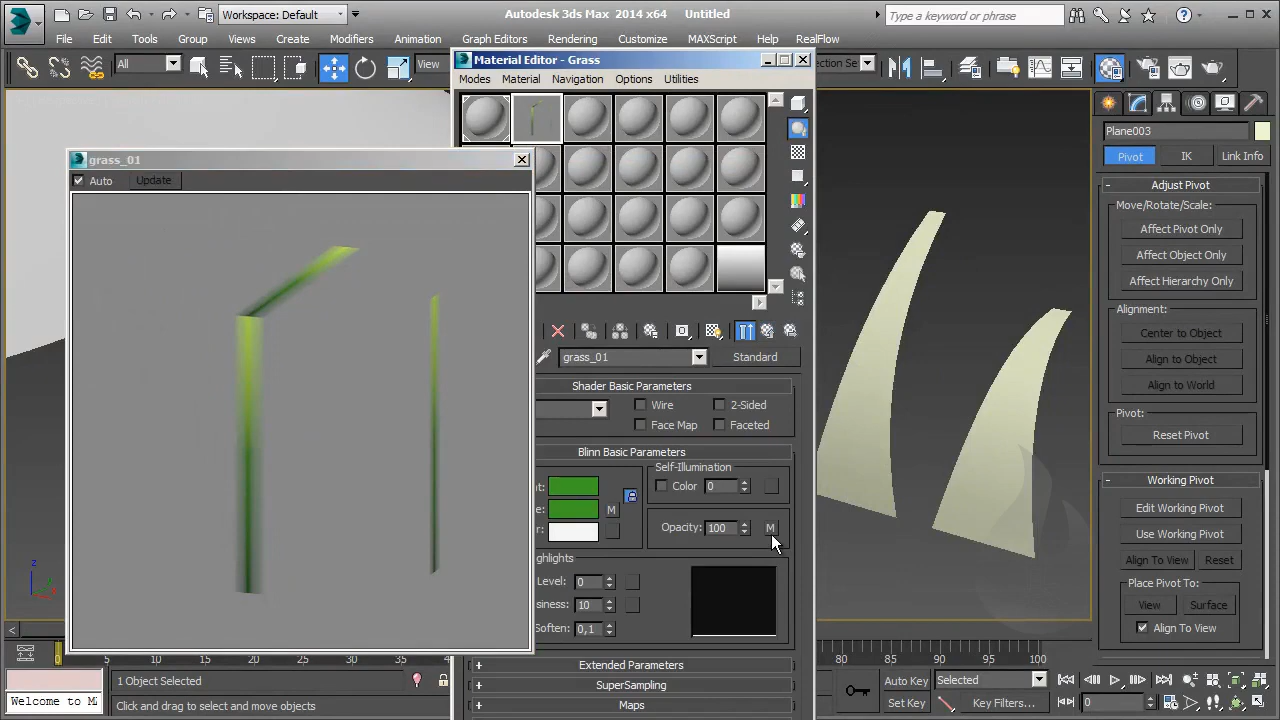 Workspace: Default
Autodesk 3ds Max 2014 x64 Untitled
Type a keyword or phrase
File Edit Tools Group Views Create Modifiers Animation Graph Editors Rendering Customize MAXScript Help RealFlow
All
View
Material Editor - Grass
Modes Material Navigation Options Utilities
grass_01
Auto Update
grass_01
Standard
Shader Basic Parameters
Wire 2-Sided
Face Map Faceted
Blinn Basic Parameters
Self-Illumination
Color 0
M
Opacity: 100 M
Level: 0
10
Soften: 0,1
Extended Parameters
SuperSampling
Maps
Plane003
Pivot IK Link Info
Adjust Pivot
Move/Rotate/Scale:
Affect Pivot Only
Affect Object Only
Affect Hierarchy Only
Alignment:
Center to Object
Align to Object
Align to World
Pivot:
Reset Pivot
Working Pivot
Edit Working Pivot
Use Working Pivot
Align To View Reset
Place Pivot To:
View Surface
Align To View
z
5 10 15 20 25 30 35 80 85 90 95 100
1 Object Selected
Click and drag to select and move objects
Welcome to M
Auto Key Selected
Set Key Key Filters...
0